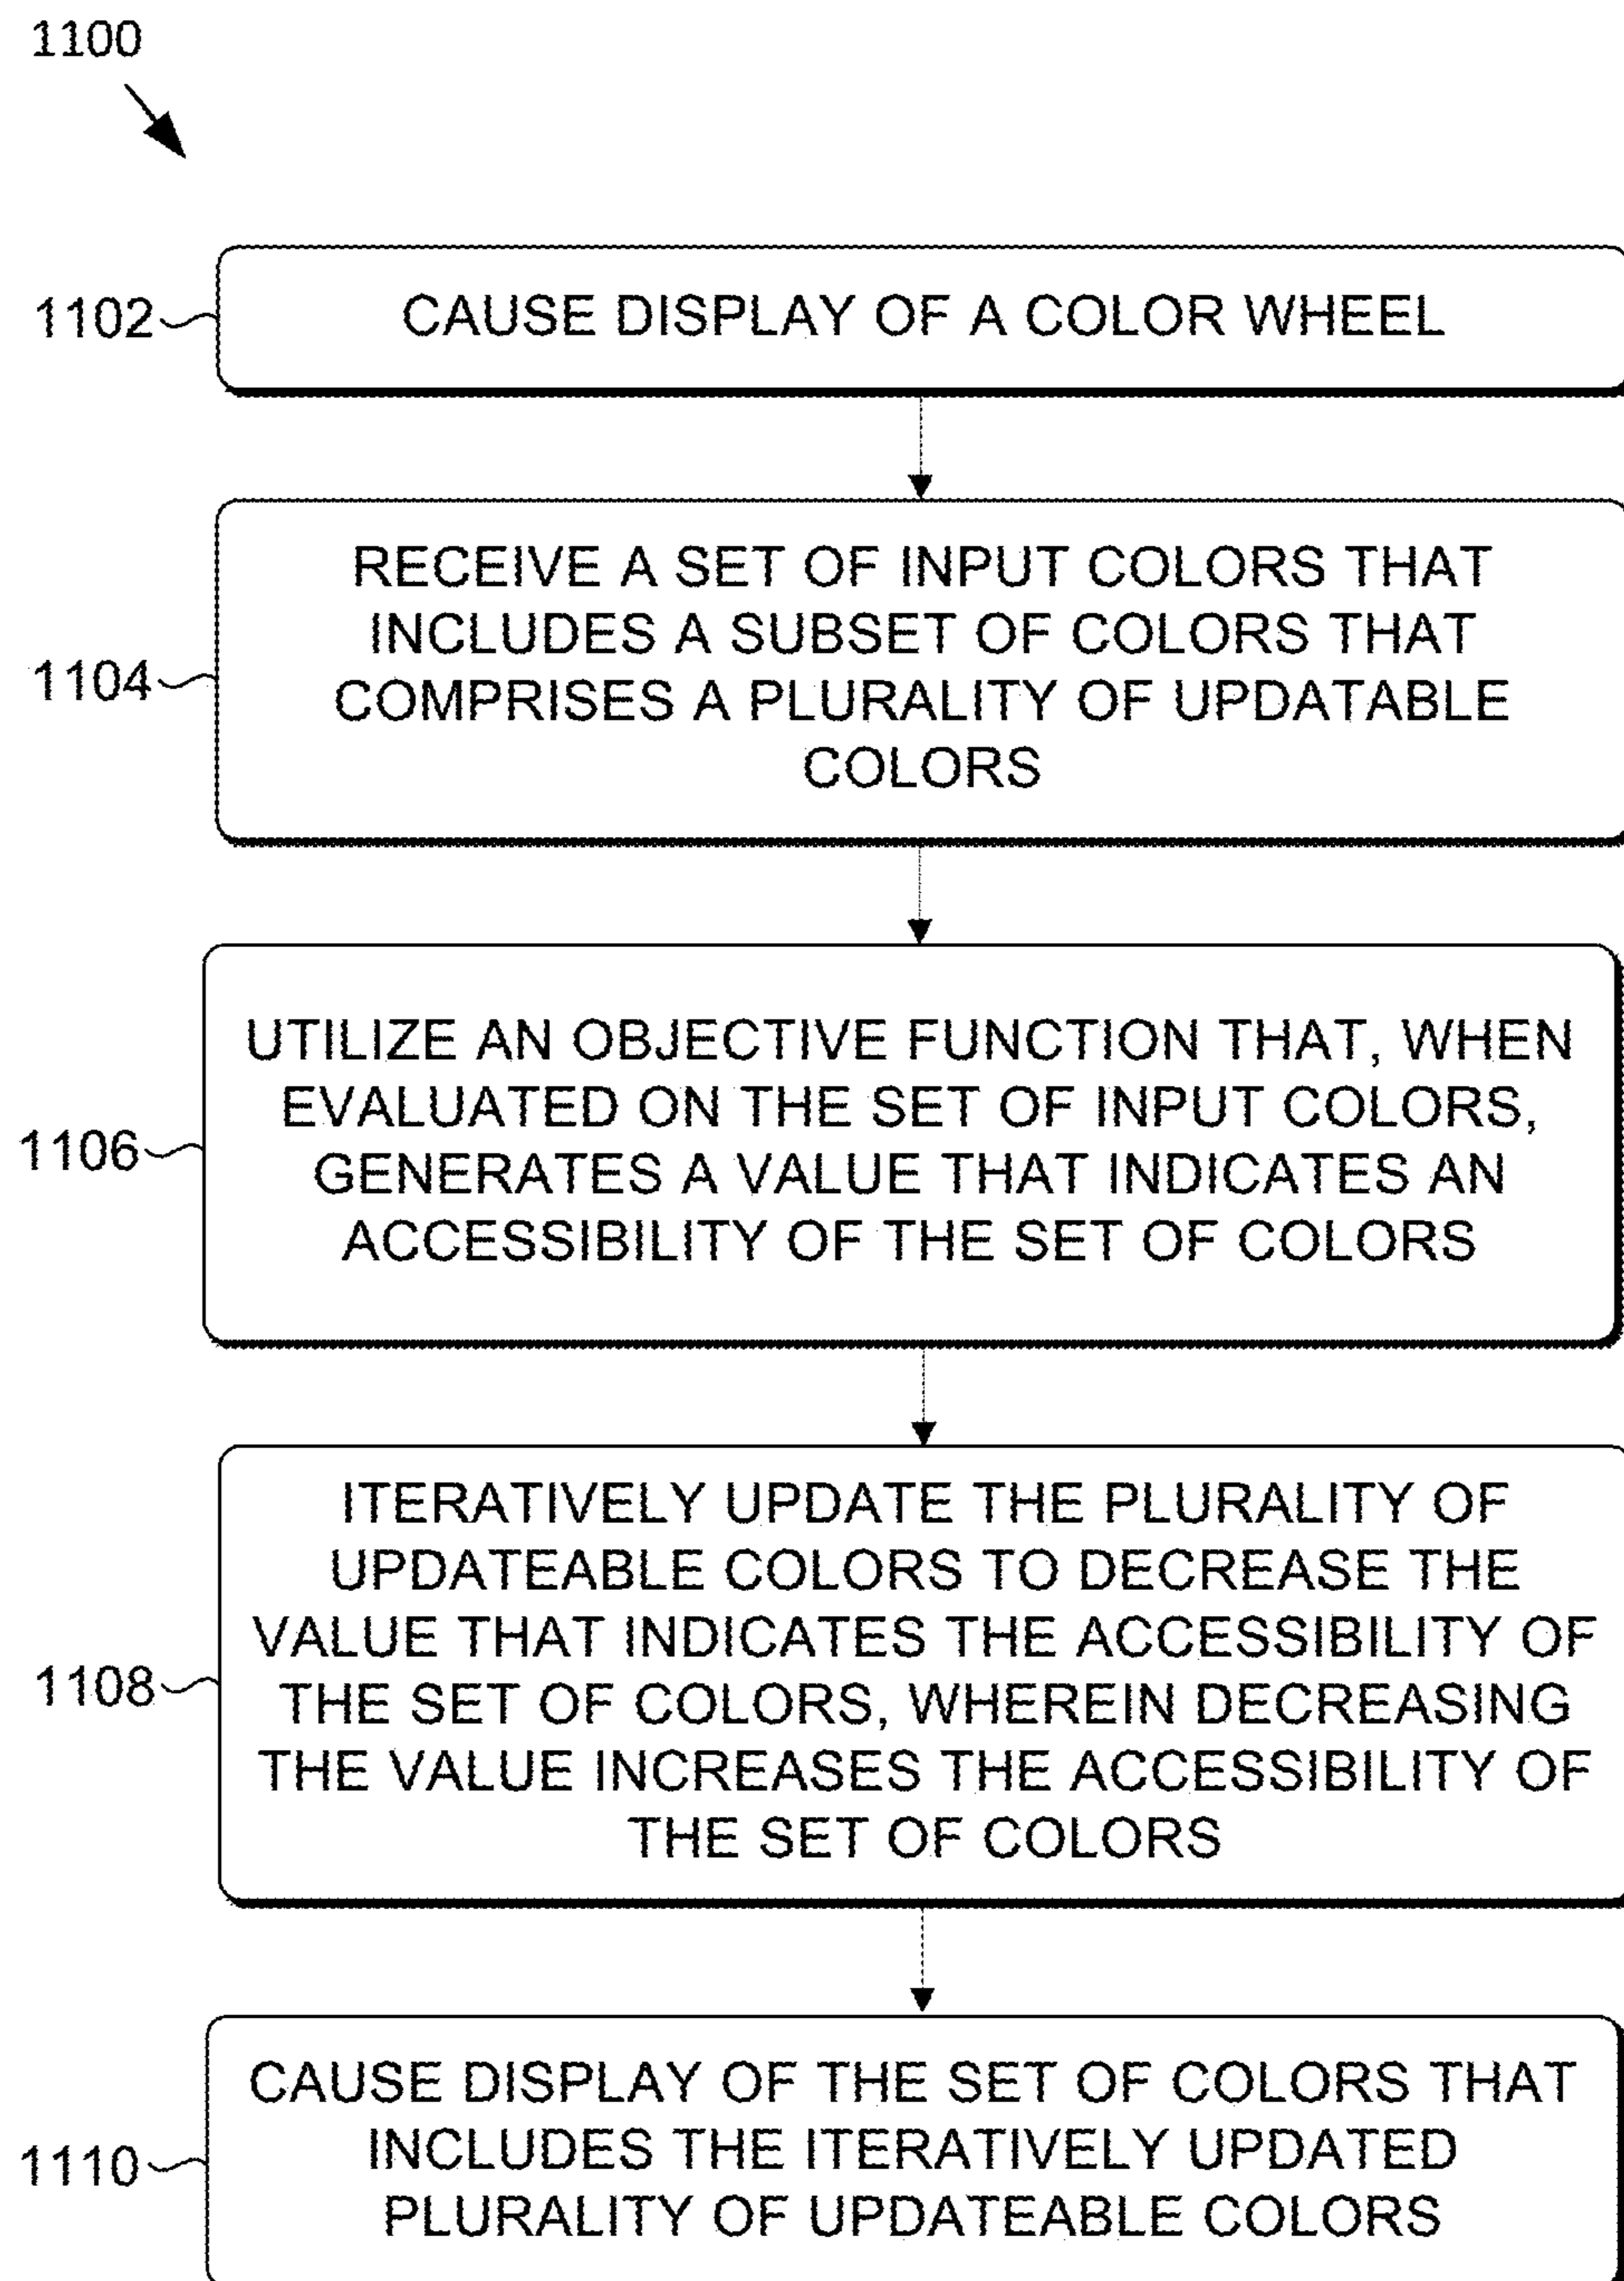 1100
1102
CAUSE DISPLAY OF A COLOR WHEEL
1104
RECEIVE A SET OF INPUT COLORS THAT
INCLUDES A SUBSET OF COLORS THAT
COMPRISES A PLURALITY OF UPDATABLE
COLORS
1106
UTILIZE AN OBJECTIVE FUNCTION THAT, WHEN
EVALUATED ON THE SET OF INPUT COLORS,
GENERATES A VALUE THAT INDICATES AN
ACCESSIBILITY OF THE SET OF COLORS
1108
ITERATIVELY UPDATE THE PLURALITY OF
UPDATEABLE COLORS TO DECREASE THE
VALUE THAT INDICATES THE ACCESSIBILITY OF
THE SET OF COLORS, WHEREIN DECREASING
THE VALUE INCREASES THE ACCESSIBILITY OF
THE SET OF COLORS
1110
CAUSE DISPLAY OF THE SET OF COLORS THAT
INCLUDES THE ITERATIVELY UPDATED
PLURALITY OF UPDATEABLE COLORS